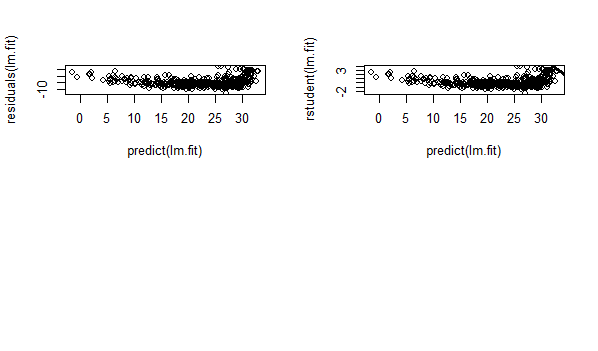 residuals(lm.fit)
-10
0 5 10 15 20 25 30
predict(lm.fit)
rstudent(lm.fit)
-2 3
0 5 10 15 20 25 30
predict(lm.fit)